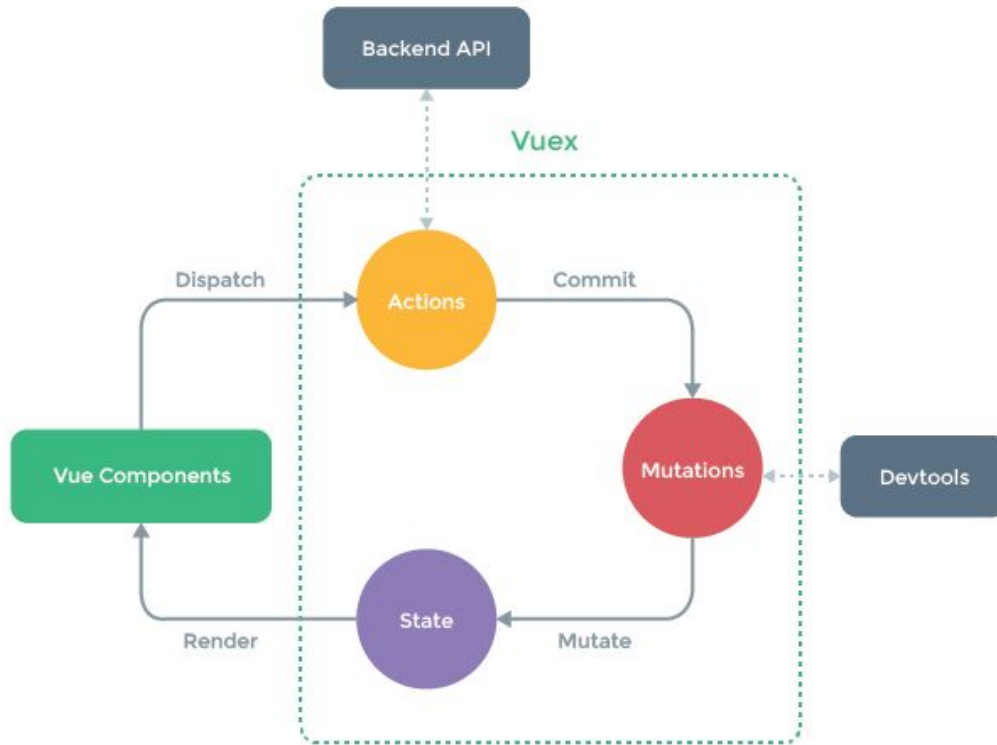 Backend API
Vuex
Dispatch
Commit
Actions
Vue Components
Mutations
Devtools
State
Render
Mutate